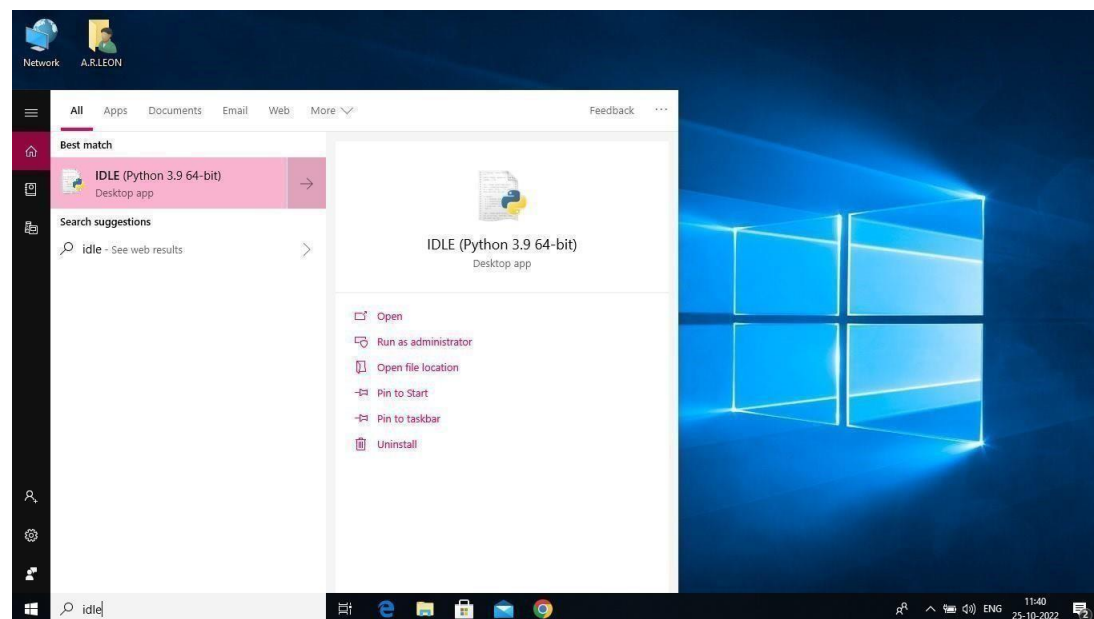 Network A.R.LEON
All Apps Documents Email Web More Feedback ...
Best match
IDLE (Python 3.9 64-bit)
Desktop app
Search suggestions
idle - See web results
IDLE (Python 3.9 64-bit)
Desktop app
Open
Run as administrator
Open file location
Pin to Start
Pin to taskbar
Uninstall
idle
ENG
11:40
25-10-2022
2